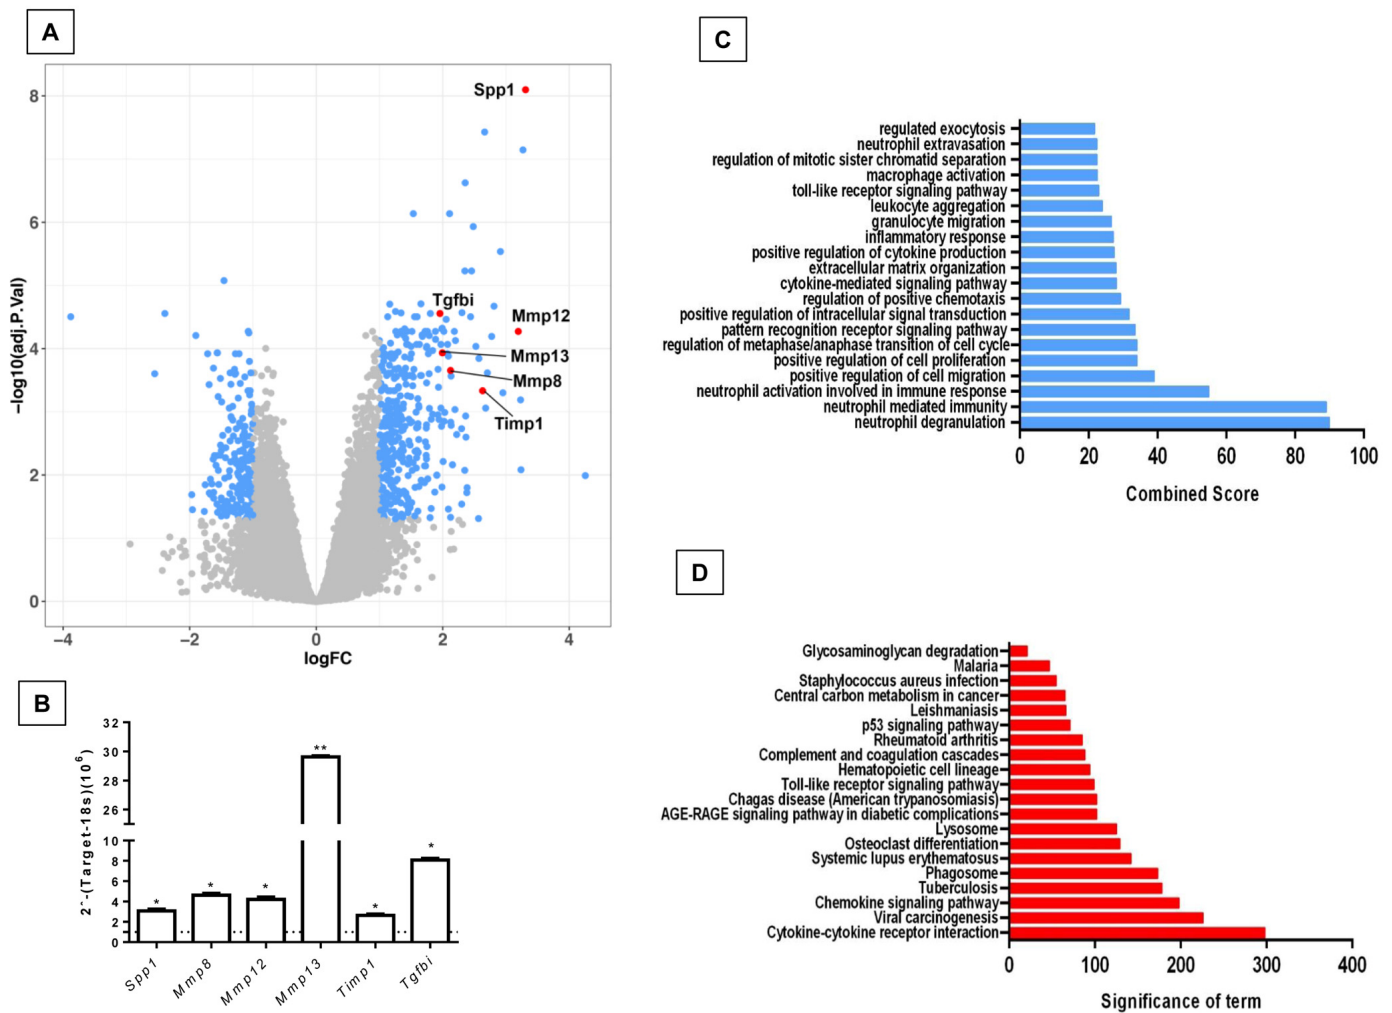 A
8
6
4
2
0
−log10(adj.P.Val)
Spp1
Tgfbi
Mmp12
Mmp13
Mmp8
Timp1
−4
−2
0
2
4
logFC
B
2^-(Target-18s)(10^6)
32
30
28
26
10
8
6
4
2
0
*
*
*
**
*
*
Spp1
Mmp8
Mmp12
Mmp13
Timp1
Tgfbi
C
regulated exocytosis
neutrophil extravasation
regulation of mitotic sister chromatid separation
macrophage activation
toll-like receptor signaling pathway
leukocyte aggregation
granulocyte migration
inflammatory response
positive regulation of cytokine production
extracellular matrix organization
cytokine-mediated signaling pathway
regulation of positive chemotaxis
positive regulation of intracellular signal transduction
pattern recognition receptor signaling pathway
regulation of metaphase/anaphase transition of cell cycle
positive regulation of cell proliferation
positive regulation of cell migration
neutrophil activation involved in immune response
neutrophil mediated immunity
neutrophil degranulation
0
20
40
60
80
100
Combined Score
D
Glycosaminoglycan degradation
Malaria
Staphylococcus aureus infection
Central carbon metabolism in cancer
Leishmaniasis
p53 signaling pathway
Rheumatoid arthritis
Complement and coagulation cascades
Hematopoietic cell lineage
Toll-like receptor signaling pathway
Chagas disease (American trypanosomiasis)
AGE-RAGE signaling pathway in diabetic complications
Lysosome
Osteoclast differentiation
Systemic lupus erythematosus
Phagosome
Tuberculosis
Chemokine signaling pathway
Viral carcinogenesis
Cytokine-cytokine receptor interaction
0
100
200
300
400
Significance of term